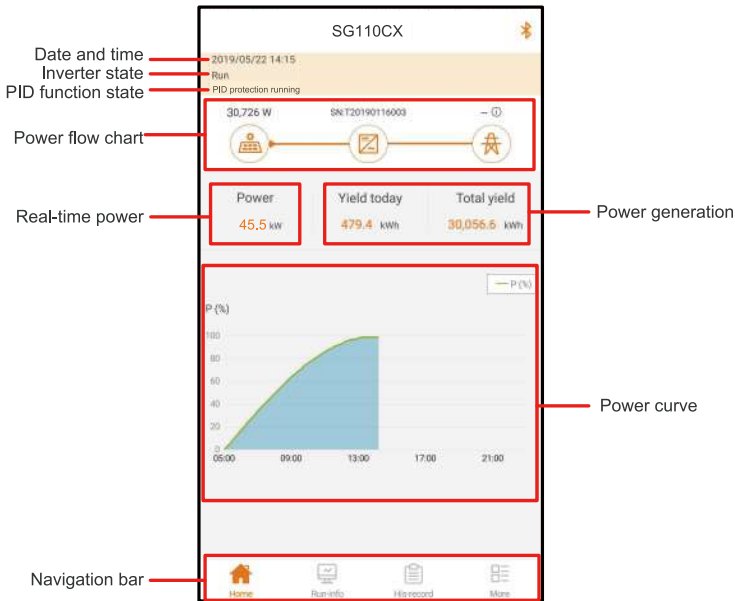 SG110CX
Date and time
2019/05/22 14:15
Inverter state
Run
PID function state
PID protection running
Power flow chart
30,726 W
SN:T20190116003
--
Real-time power
Power
45.5 kW
Yield today
479.4 kWh
Total yield
30,056.6 kWh
Power generation
P (%)
P (%)
100
80
60
40
20
0
05:00 09:00 13:00 17:00 21:00
Power curve
Navigation bar
Home Run-info His-record More